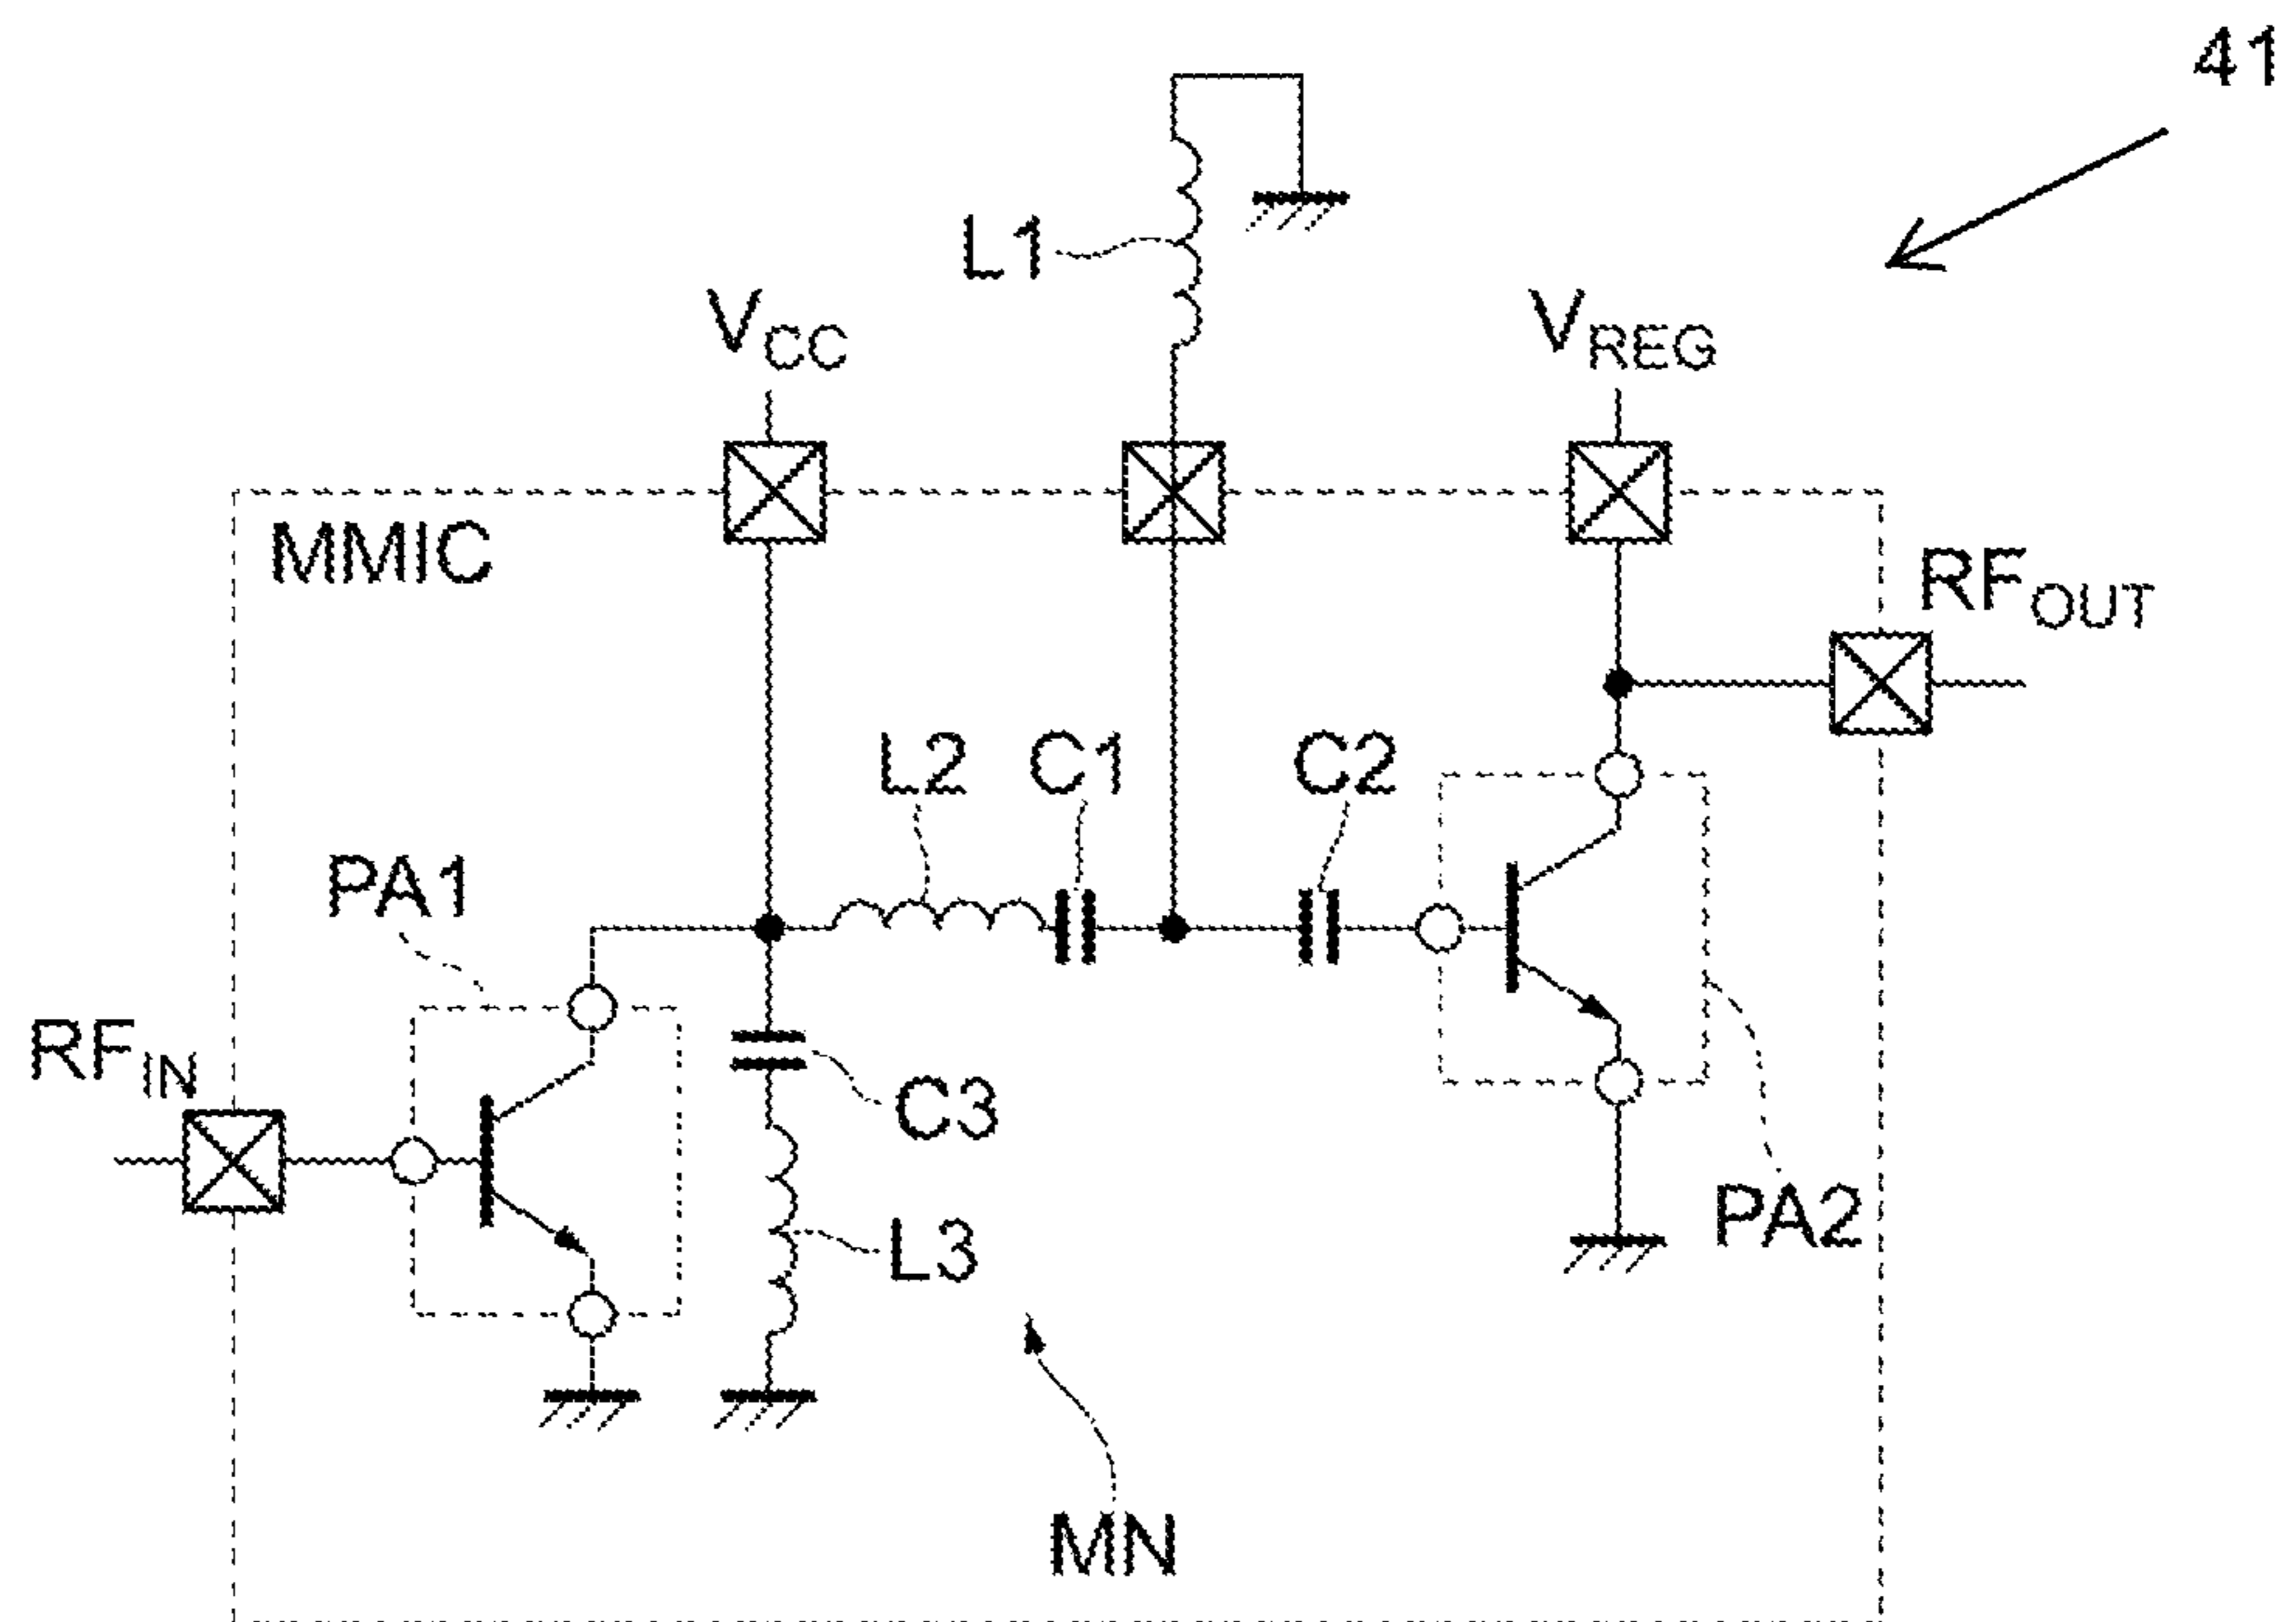 41
L1
VCC
VREG
MMIC
RFOUT
L2
C1
C2
PA1
RFIN
C3
PA2
L3
MN